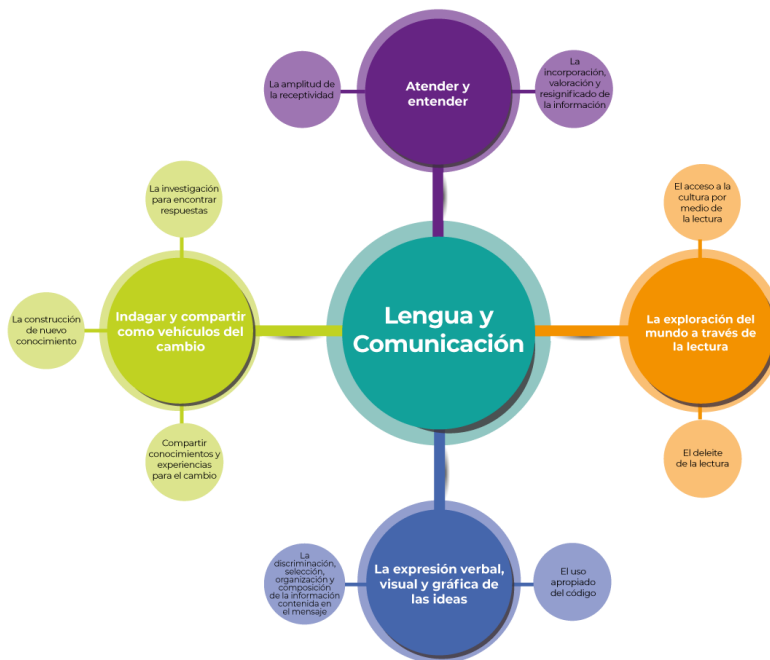 Atender y
entender
La amplitud de
la receptividad
La
incorporación,
valoración y
resignificado de
la información
La investigación
para encontrar
respuestas
El acceso a la
cultura por
medio de
la lectura
La construcción
de nuevo
conocimiento
Indagar y compartir
como vehículos del
cambio
Lengua y
Comunicación
La exploración del
mundo a través de
la lectura
Compartir
conocimientos y
experiencias
para el cambio
El deleite
de la lectura
La
discriminación,
selección,
organización y
composición
de la información
contenida en
el mensaje
La expresión verbal,
visual y gráfica de
las ideas
El uso
apropiado
del código